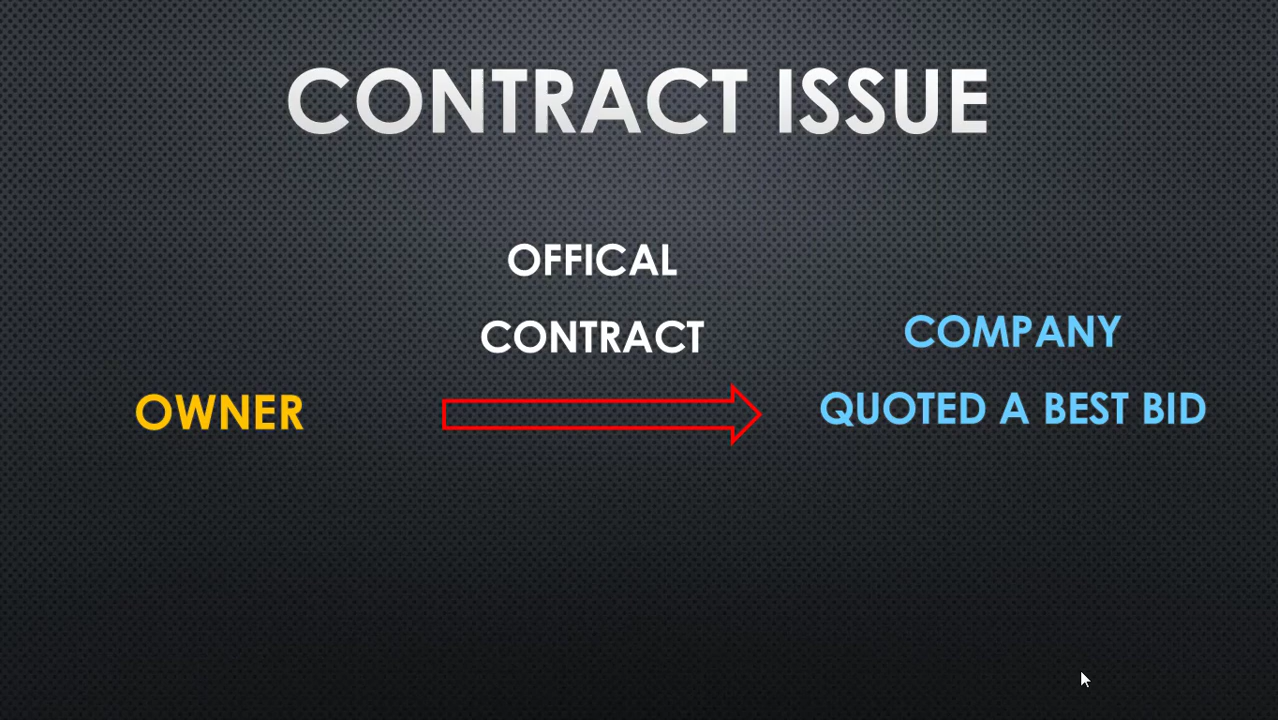 CONTRACT ISSUE
OFFICAL
CONTRACT
COMPANY
OWNER
QUOTED A BEST BID